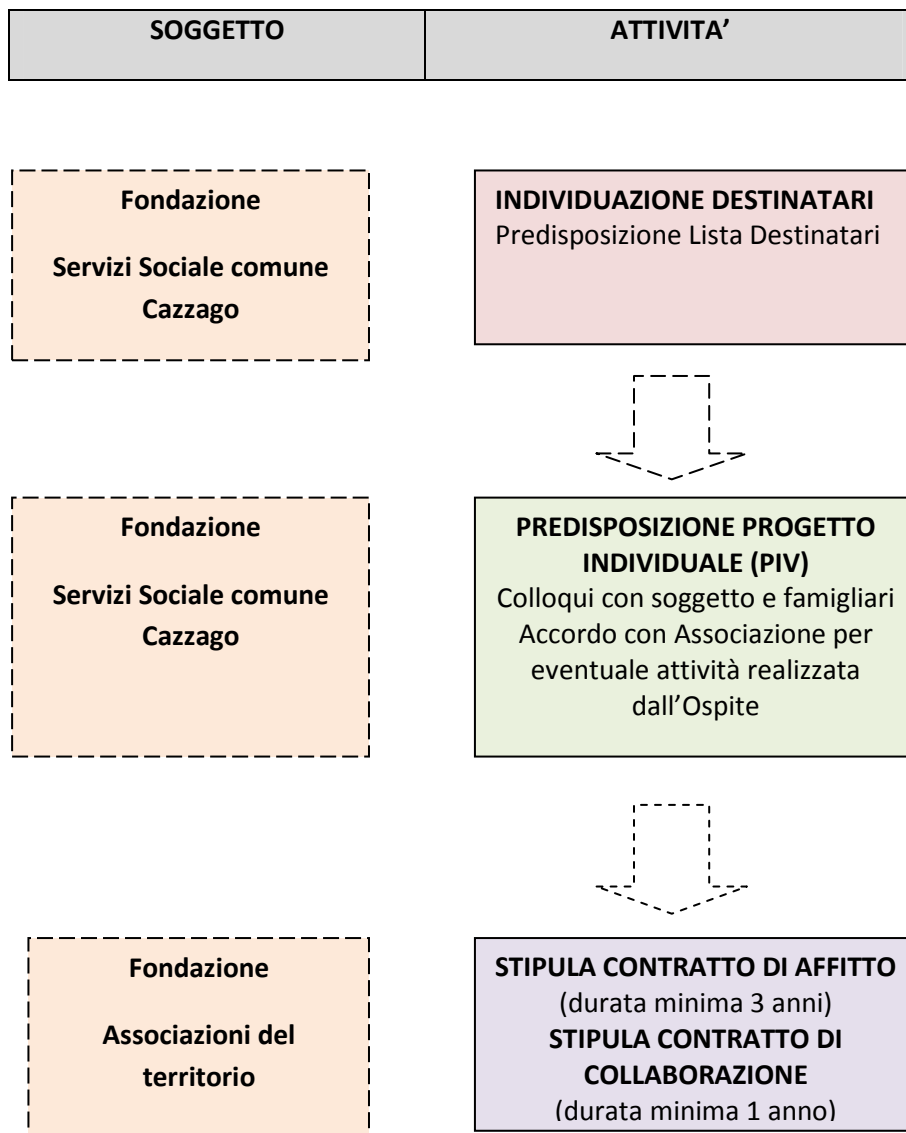 SOGGETTO
ATTIVITA’
Fondazione
Servizi Sociale comune
Cazzago
INDIVIDUAZIONE DESTINATARI
Predisposizione Lista Destinatari
Fondazione
Servizi Sociale comune
Cazzago
PREDISPOSIZIONE PROGETTO
INDIVIDUALE (PIV)
Colloqui con soggetto e famigliari
Accordo con Associazione per
eventuale attività realizzata
dall’Ospite
Fondazione
Associazioni del
territorio
STIPULA CONTRATTO DI AFFITTO
(durata minima 3 anni)
STIPULA CONTRATTO DI
COLLABORAZIONE
(durata minima 1 anno)